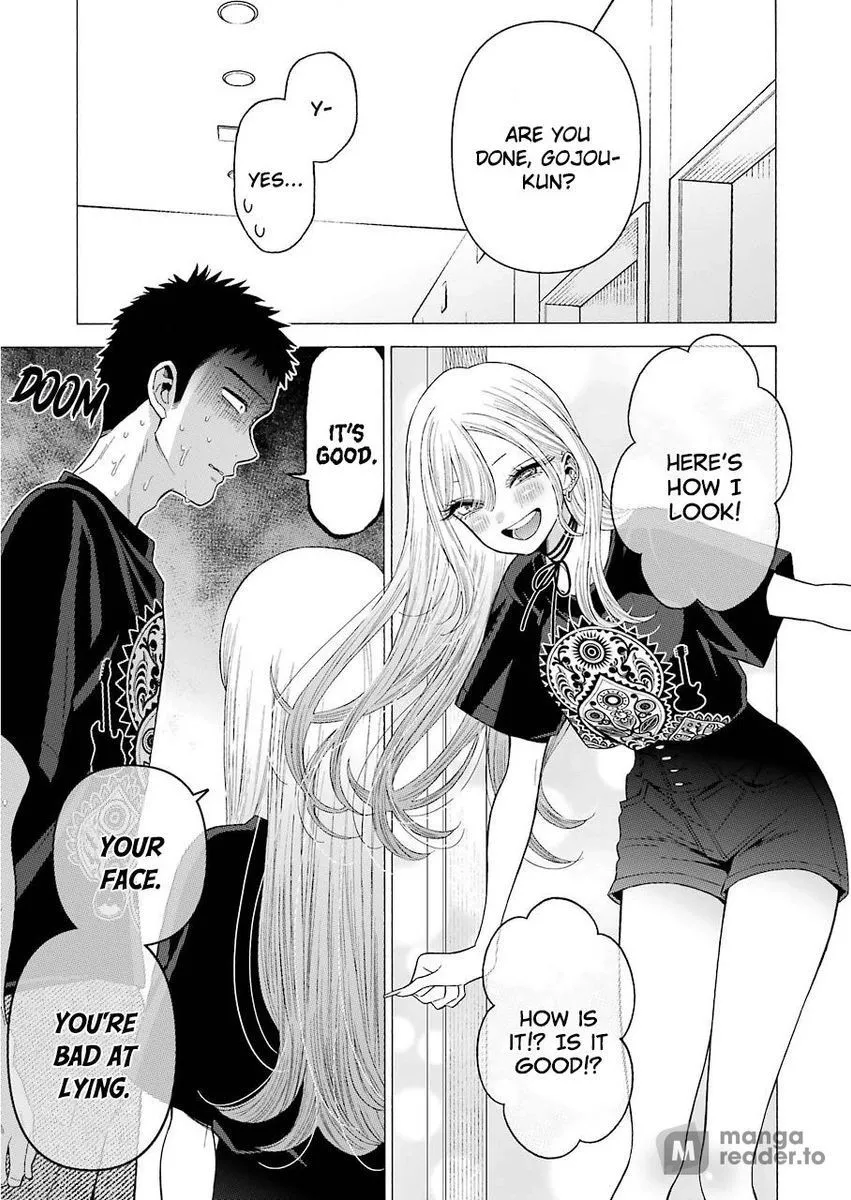 ARE YOU
DONE, GOJOU-
KUN?
Y-
YES...
HERE'S
HOW I
LOOK!
HOW IS
IT!? IS IT
GOOD!?
IT'S
GOOD.
DOOM
YOUR
FACE.
YOU'RE
BAD AT
LYING.
M manga
reader.to